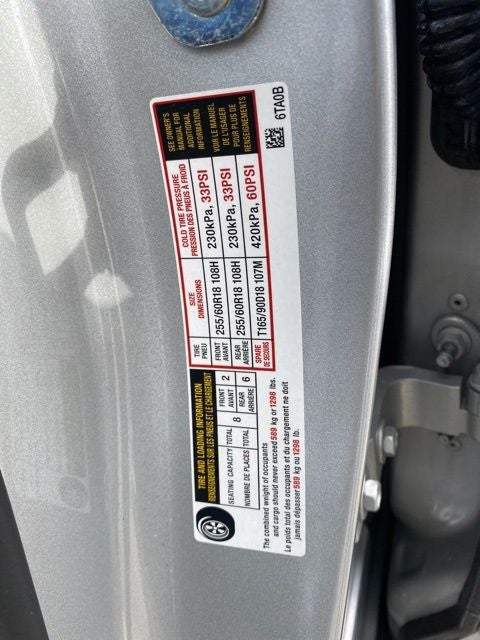 TIRE AND LOADING INFORMATION
RENSEIGNEMENTS SUR LES PNEUS ET LE CHARGEMENT
SEATING CAPACITY TOTAL 8 FRONT 2 REAR 6
NOMBRE DE PLACES TOTAL AVANT ARRIÈRE
The combined weight of occupants
and cargo should never exceed 589 kg or 1298 lbs.
Le poids total des occupants et du chargement ne doit
jamais dépasser 589 kg ou 1298 lb.
TIRE
PNEU
SIZE
DIMENSIONS
COLD TIRE PRESSURE
PRESSION DES PNEUS À FROID
FRONT
AVANT
255/60R18 108H
230kPa, 33PSI
REAR
ARRIÈRE
255/60R18 108H
230kPa, 33PSI
SPARE
DE SECOURS
T165/90D18 107M
420kPa, 60PSI
SEE OWNER'S
MANUAL FOR
ADDITIONAL
INFORMATION
VOIR LE MANUEL
DE L'USAGER
POUR PLUS DE
RENSEIGNEMENTS
6TA0B